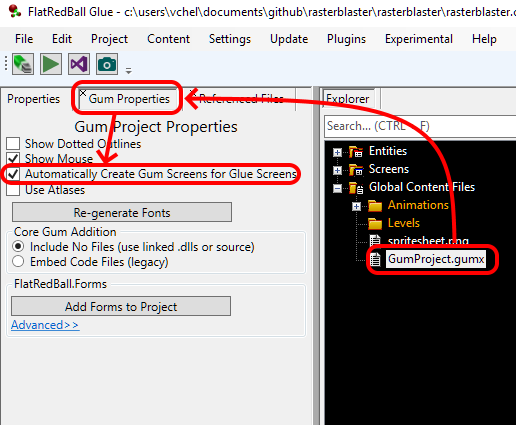 FlatRedBall Glue - c:\users\vchel\documents\github\rasterblaster\rasterblaster\rasterblaster.
File Edit Project Content Settings Update Plugins Experimental Help
Properties Gum Properties Referenced Files
Gum Project Properties
Show Dotted Outlines
Show Mouse
Automatically Create Gum Screens for Glue Screens
Use Atlases
Re-generate Fonts
Core Gum Addition
Include No Files (use linked .dlls or source)
Embed Code Files (legacy)
FlatRedBall.Forms
Add Forms to Project
Advanced>>
Explorer
Search... (CTRL + F)
Entities
Screens
Global Content Files
Animations
Levels
spritesheet.png
GumProject.gumx